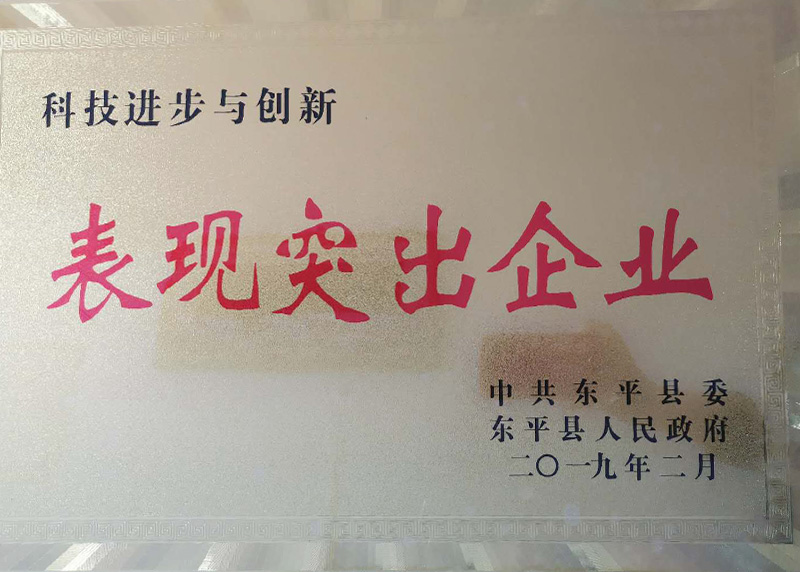 科技进步与创新
表现突出企业
中共东平县委
东平县人民政府
二〇一九年二月